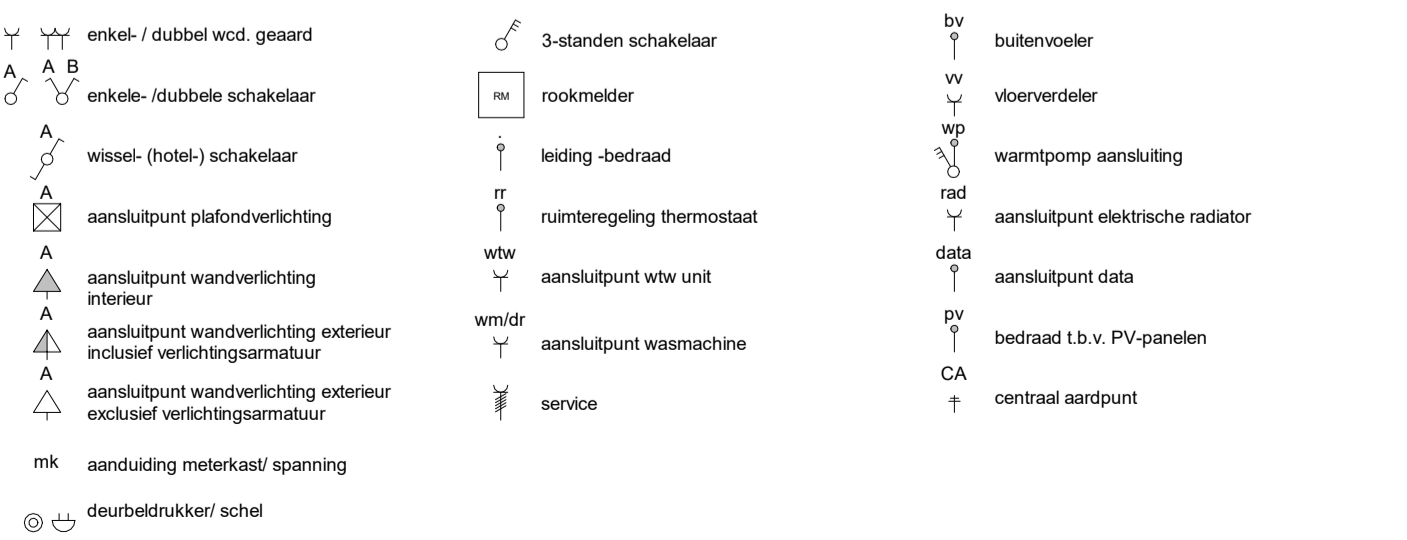 enkel- / dubbel wcd. geaard
A A B
enkele- /dubbele schakelaar
A
wissel- (hotel-) schakelaar
A
aansluitpunt plafondverlichting
A
aansluitpunt wandverlichting
interieur
A
aansluitpunt wandverlichting exterieur
inclusief verlichtingsarmatuur
A
aansluitpunt wandverlichting exterieur
exclusief verlichtingsarmatuur
mk aanduiding meterkast/ spanning
deurbeldrukker/ schel
3-standen schakelaar
RM rookmelder
leiding -bedraad
rr
ruimteregeling thermostaat
wtw
aansluitpunt wtw unit
wm/dr
aansluitpunt wasmachine
service
bv
buitenvoeler
vv
vloerverdeler
wp
warmtpomp aansluiting
rad
aansluitpunt elektrische radiator
data
aansluitpunt data
pv
bedraad t.b.v. PV-panelen
CA
centraal aardpunt